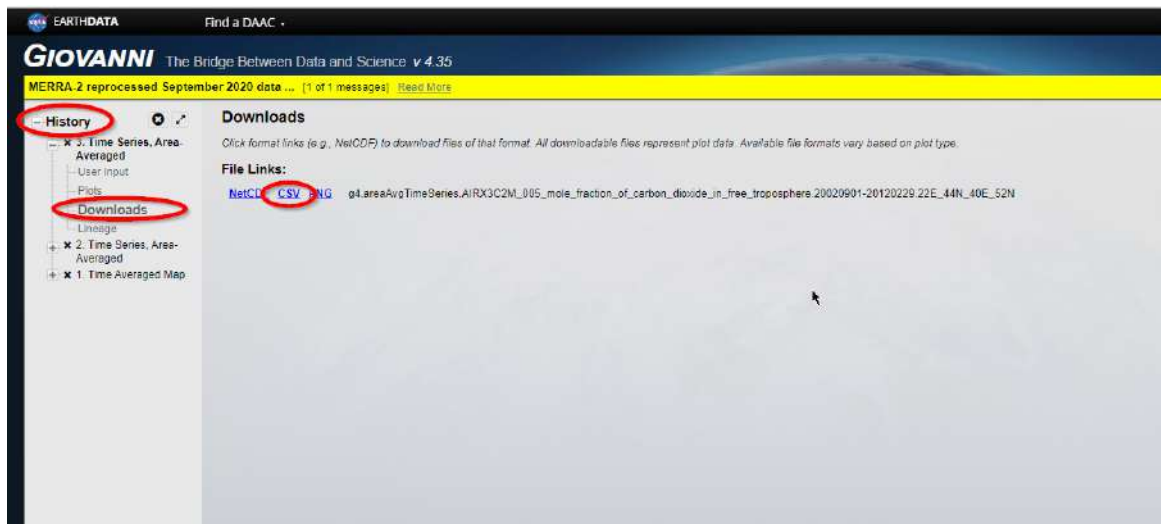 EARTHDATA Find a DAAC
GIOVANNI The Bridge Between Data and Science v 4.35
MERRA-2 reprocessed September 2020 data ... [1 of 1 messages] Read More
History
3. Time Series, Area-
Averaged
User Input
Plots
Downloads
Lineage
2. Time Series, Area-
Averaged
1. Time Averaged Map
Downloads
Click format links (e.g., NetCDF) to download files of that format. All downloadable files represent plot data. Available file formats vary based on plot type.
File Links:
NetCDF CSV PNG g4.areaAvgTimeSeries.AIRX3C2M_005_mole_fraction_of_carbon_dioxide_in_free_troposphere.20020901-20120229.22E_44N_40E_52N